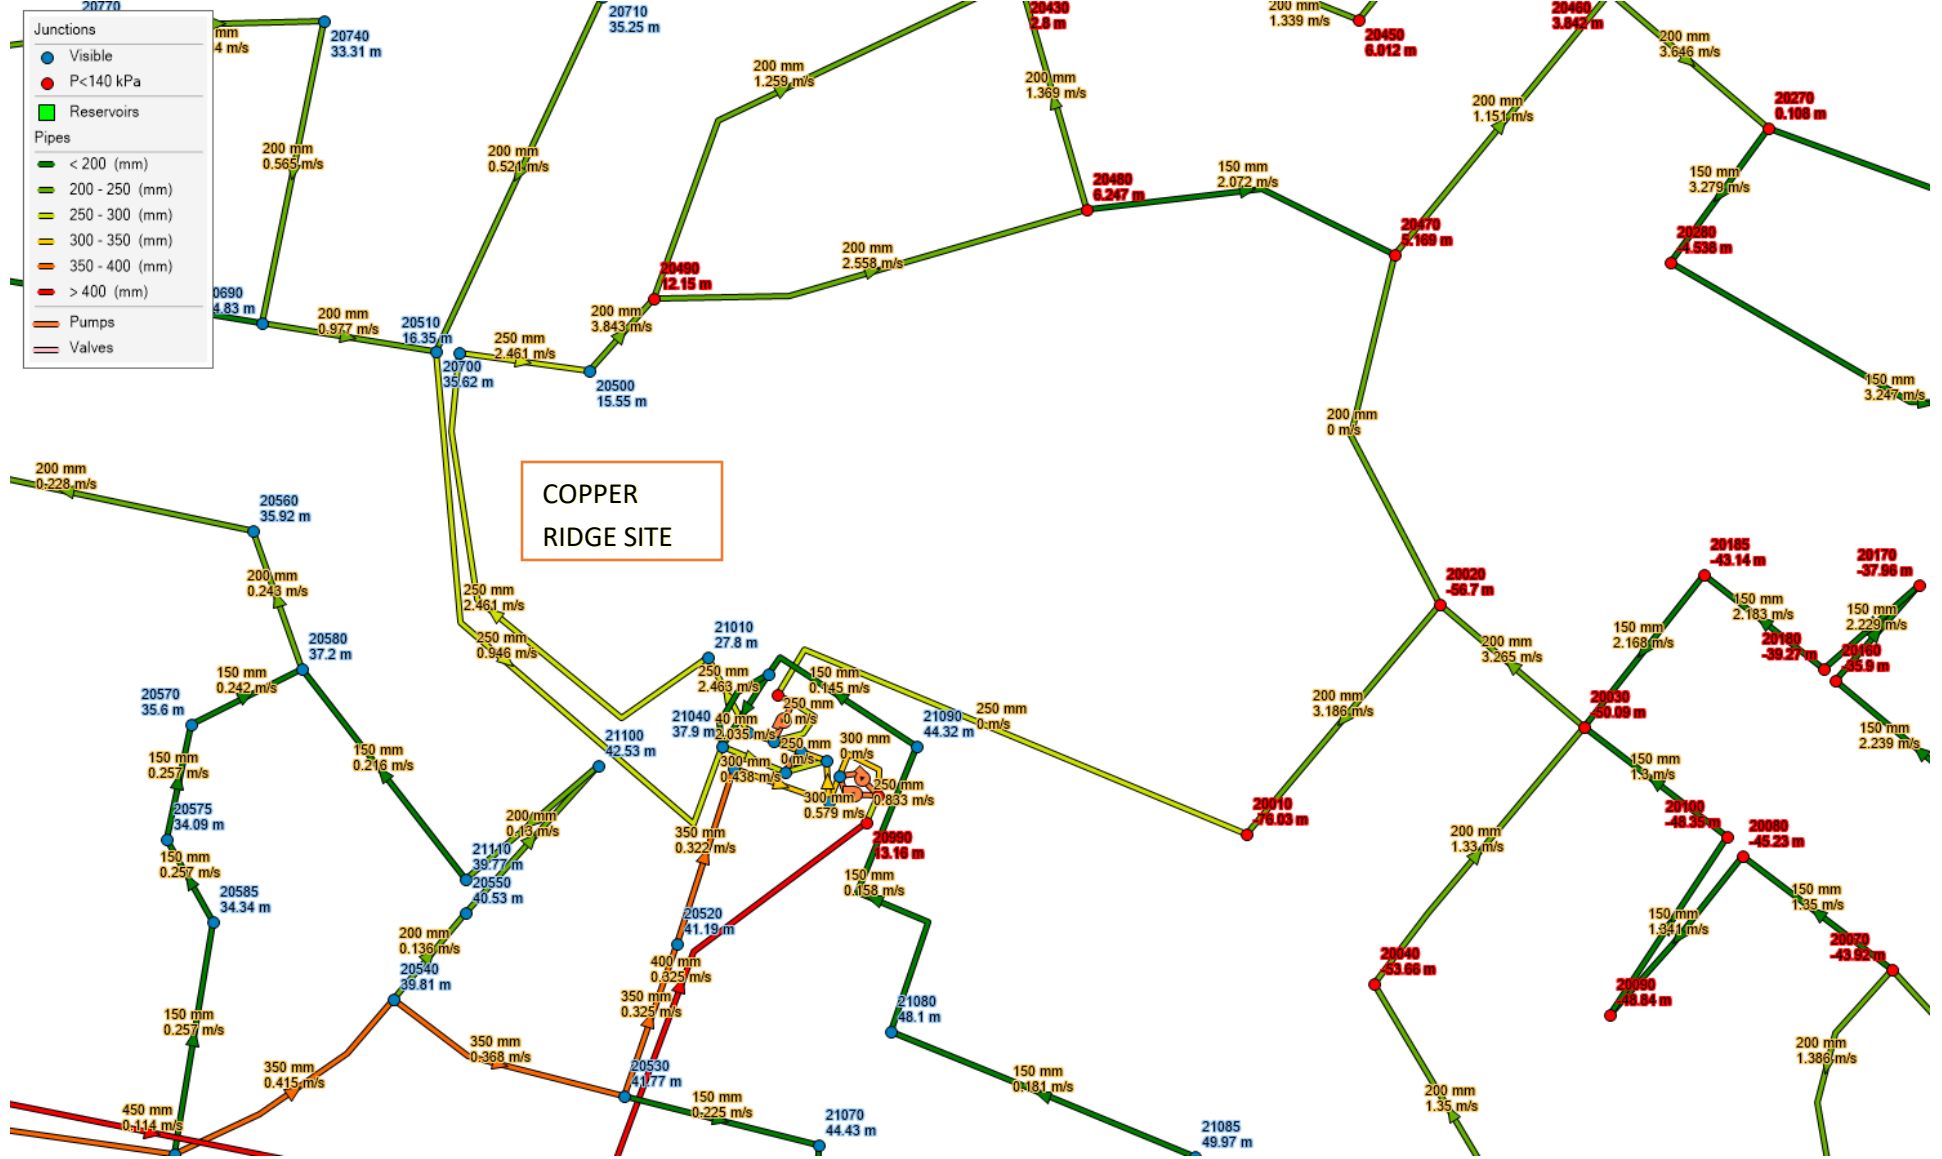 20770
mm
4 m/s
Junctions
Visible
P<140 kPa
Reservoirs
Pipes
< 200 (mm)
200 - 250 (mm)
250 - 300 (mm)
300 - 350 (mm)
350 - 400 (mm)
> 400 (mm)
Pumps
Valves
20740
33.31 m
20710
35.25 m
20430
2.8 m
200 mm
1.339 m/s
20450
6.012 m
20460
3.842 m
200 mm
3.646 m/s
200 mm
1.259 m/s
200 mm
1.369 m/s
200 mm
1.151 m/s
20270
0.108 m
200 mm
0.565 m/s
200 mm
0.521 m/s
20480
6.247 m
150 mm
2.072 m/s
150 mm
3.279 m/s
20470
5.169 m
20280
-4.538 m
200 mm
2.558 m/s
20490
12.15 m
0690
4.83 m
200 mm
0.977 m/s
20510
16.35 m
200 mm
3.843 m/s
250 mm
2.461 m/s
20700
35.62 m
20500
15.55 m
150 mm
3.247 m/s
200 mm
0 m/s
COPPER
RIDGE SITE
200 mm
0.228 m/s
20560
35.92 m
200 mm
0.243 m/s
250 mm
2.461 m/s
20020
-56.7 m
20185
-43.14 m
20170
-37.96 m
150 mm
2.183 m/s
150 mm
2.229 m/s
20580
37.2 m
250 mm
0.946 m/s
21010
27.8 m
200 mm
3.265 m/s
150 mm
2.168 m/s
20180
-39.27 m
20160
-35.9 m
150 mm
0.242 m/s
20570
35.6 m
250 mm
2.463 m/s
150 mm
0.145 m/s
250 mm
0 m/s
21040
37.9 m
40 mm
2.035 m/s
21090
44.32 m
250 mm
0 m/s
200 mm
3.186 m/s
20030
-50.09 m
150 mm
2.239 m/s
21100
42.53 m
150 mm
0.216 m/s
150 mm
0.257 m/s
300 mm
0.438 m/s
250 mm
0 m/s
300 mm
0 m/s
250 mm
0.833 m/s
300 mm
0.579 m/s
150 mm
1.3 m/s
20575
34.09 m
200 mm
0.13 m/s
350 mm
0.322 m/s
20990
13.16 m
20010
-76.03 m
200 mm
1.33 m/s
20100
-48.35 m
20080
-45.23 m
150 mm
0.257 m/s
21110
39.77 m
20550
40.53 m
150 mm
0.158 m/s
20585
34.34 m
150 mm
1.35 m/s
150 mm
1.341 m/s
20520
41.19 m
200 mm
0.136 m/s
20540
39.81 m
400 mm
0.325 m/s
20040
-53.66 m
20070
-43.92 m
20090
-48.84 m
350 mm
0.325 m/s
21080
48.1 m
150 mm
0.257 m/s
350 mm
0.368 m/s
350 mm
0.415 m/s
20530
41.77 m
150 mm
0.181 m/s
200 mm
1.386 m/s
150 mm
0.225 m/s
200 mm
1.35 m/s
450 mm
0.114 m/s
21070
44.43 m
21085
49.97 m